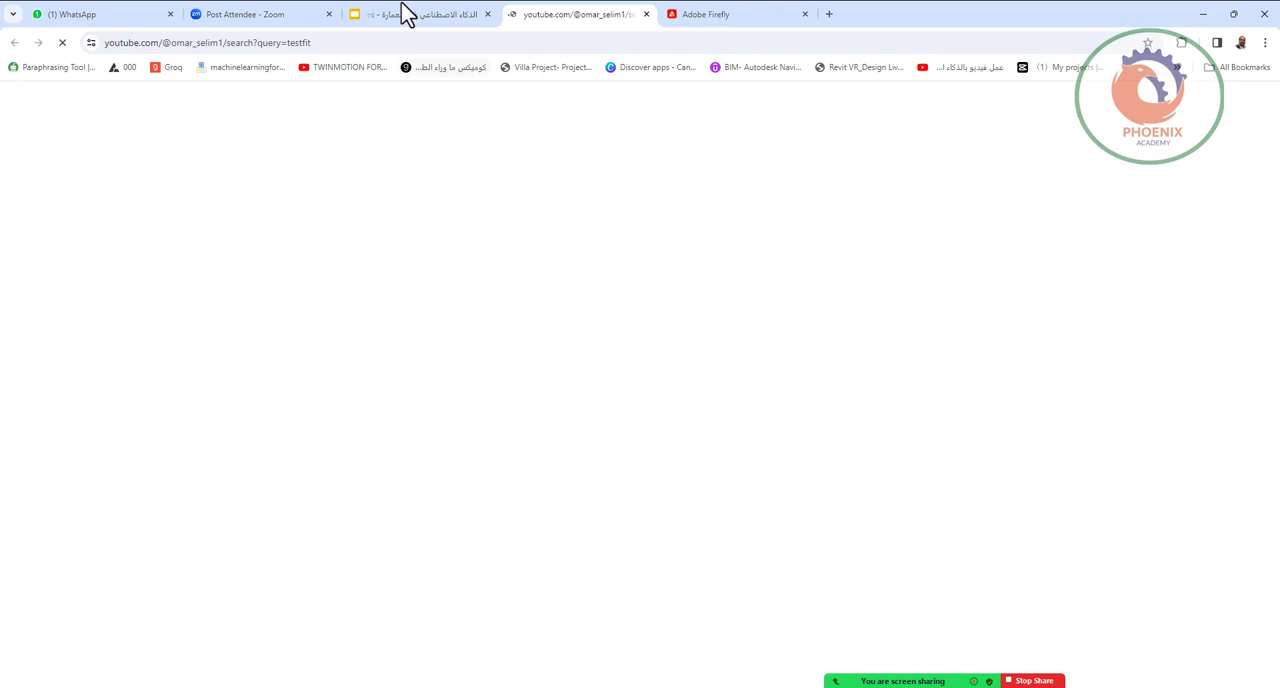 (1) WhatsApp
Post Attendee - Zoom
الذكاء الاصطناعي
youtube.com/@omar_selim1/se
Adobe Firefly
youtube.com/@omar_selim1/search?query=testfit
Paraphrasing Tool |...
000
Groq
machinelearningfor...
TWINMOTION FOR...
كوميكس ما وراء الط...
Villa Project- Project...
Discover apps - Can...
BIM- Autodesk Navi...
Revit VR_Design Liv...
عمل فيديو بالذكاء ا...
(1) My projects |...
All Bookmarks
PHOENIX
ACADEMY
You are screen sharing
Stop Share